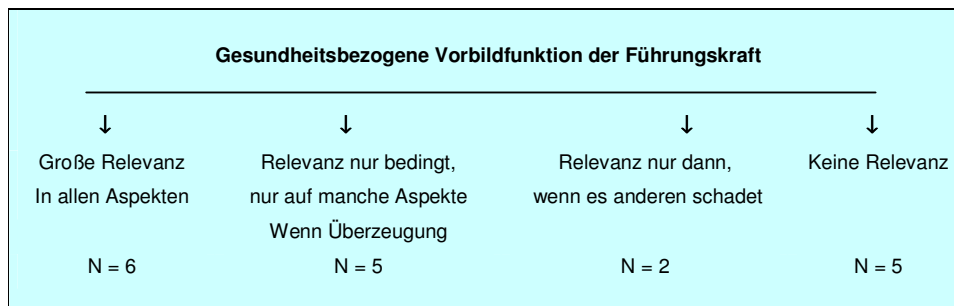 Gesundheitsbezogene Vorbildfunktion der Führungskraft
↓ ↓ ↓ ↓
Große Relevanz Relevanz nur bedingt, Relevanz nur dann, Keine Relevanz
In allen Aspekten nur auf manche Aspekte wenn es anderen schadet
Wenn Überzeugung
N = 6 N = 5 N = 2 N = 5